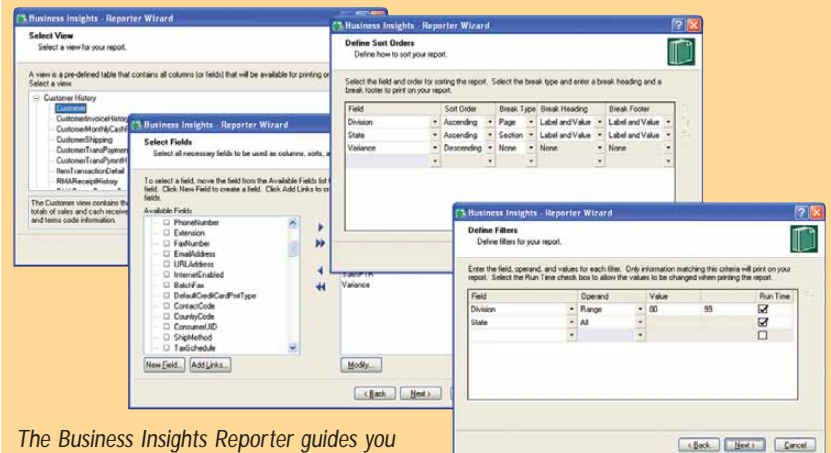 Business Insights - Reporter Wizard
Select View
Select a view for your report.
A view is a pre-defined table that contains all columns (or fields) that will be available for printing or
Select a view.
Customer History
Customer
CustomerInvoiceHistory
CustomerMonthlyCash
CustomerShipping
CustomerTransPaymen
CustomerTransPymntH
ItemTransactionDetail
RMAReceiptHistory
The Customer view contains the
totals of sales and cash receive
and terms code information.
Business Insights - Reporter Wizard
Select Fields
Select all necessary fields to be used as columns, sorts, a
To select a field, move the field from the Available Fields list
field. Click New Field to create a field. Click Add Links to cr
fields.
Available Fields
PhoneNumber
Extension
FaxNumber
EmailAddress
URLAddress
InternetEnabled
BatchFax
DefaultCreditCardPmtType
ContactCode
CountryCode
ConsumerUID
ShipMethod
TaxSchedule
SalesPTR
Variance
New Field...
Add Links...
Modify...
< Back
Next >
Business Insights - Reporter Wizard
Define Sort Orders
Define how to sort your report.
Select the field and order for sorting the report. Select the break type and enter a break heading and a
break footer to print on your report.
Field Sort Order Break Type Break Heading Break Footer
Division Ascending Page Label and Value Label and Value
State Ascending Section Label and Value Label and Value
Variance Descending None None None
Business Insights - Reporter Wizard
Define Filters
Define filters for your report.
Enter the field, operand, and values for each filter. Only information matching this criteria will print on your
report. Select the Run Time check box to allow the values to be changed when printing the report.
Field Operand Value Run Time
Division Range 00 99
State All
< Back
Next >
Cancel
The Business Insights Reporter guides you